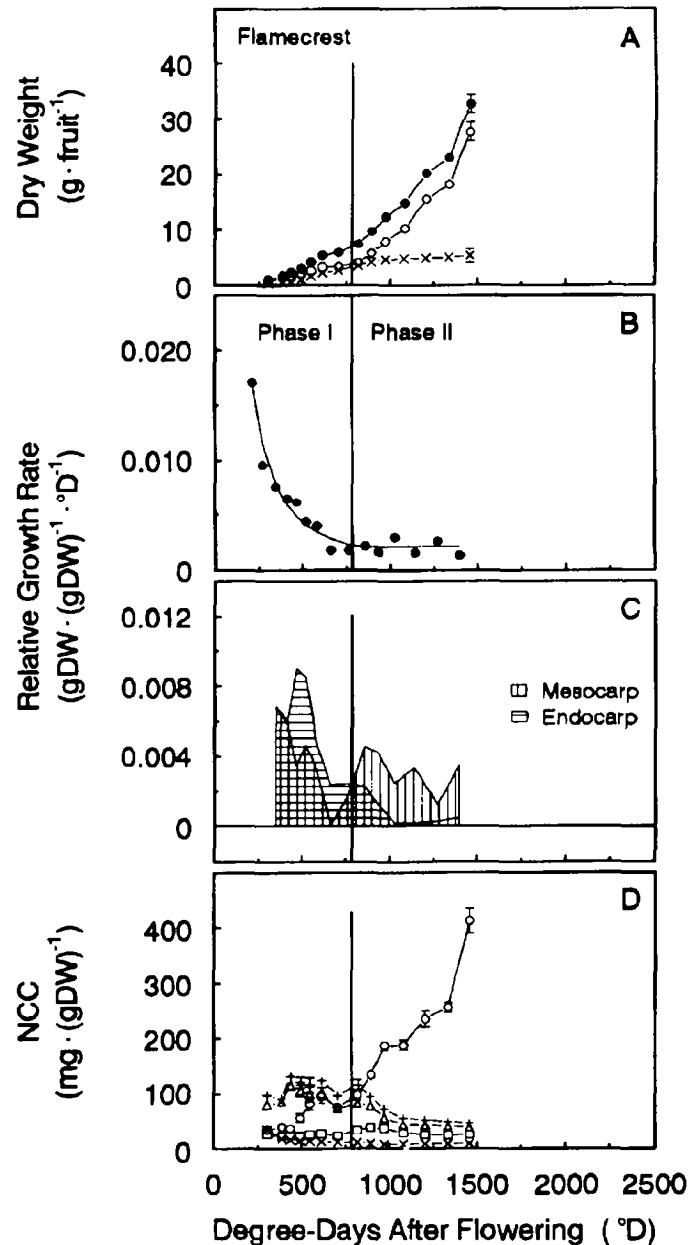 Flamecrest
A
Dry Weight
(g · fruit⁻¹)
40
30
20
10
0
B
Phase I
Phase II
0.020
0.010
0
Relative Growth Rate
(gDW · (gDW)⁻¹ · °D⁻¹)
C
0.012
0.008
0.004
0
Mesocarp
Endocarp
D
NCC
(mg · (gDW)⁻¹)
400
300
200
100
0
0 500 1000 1500 2000 2500
Degree-Days After Flowering ( °D)